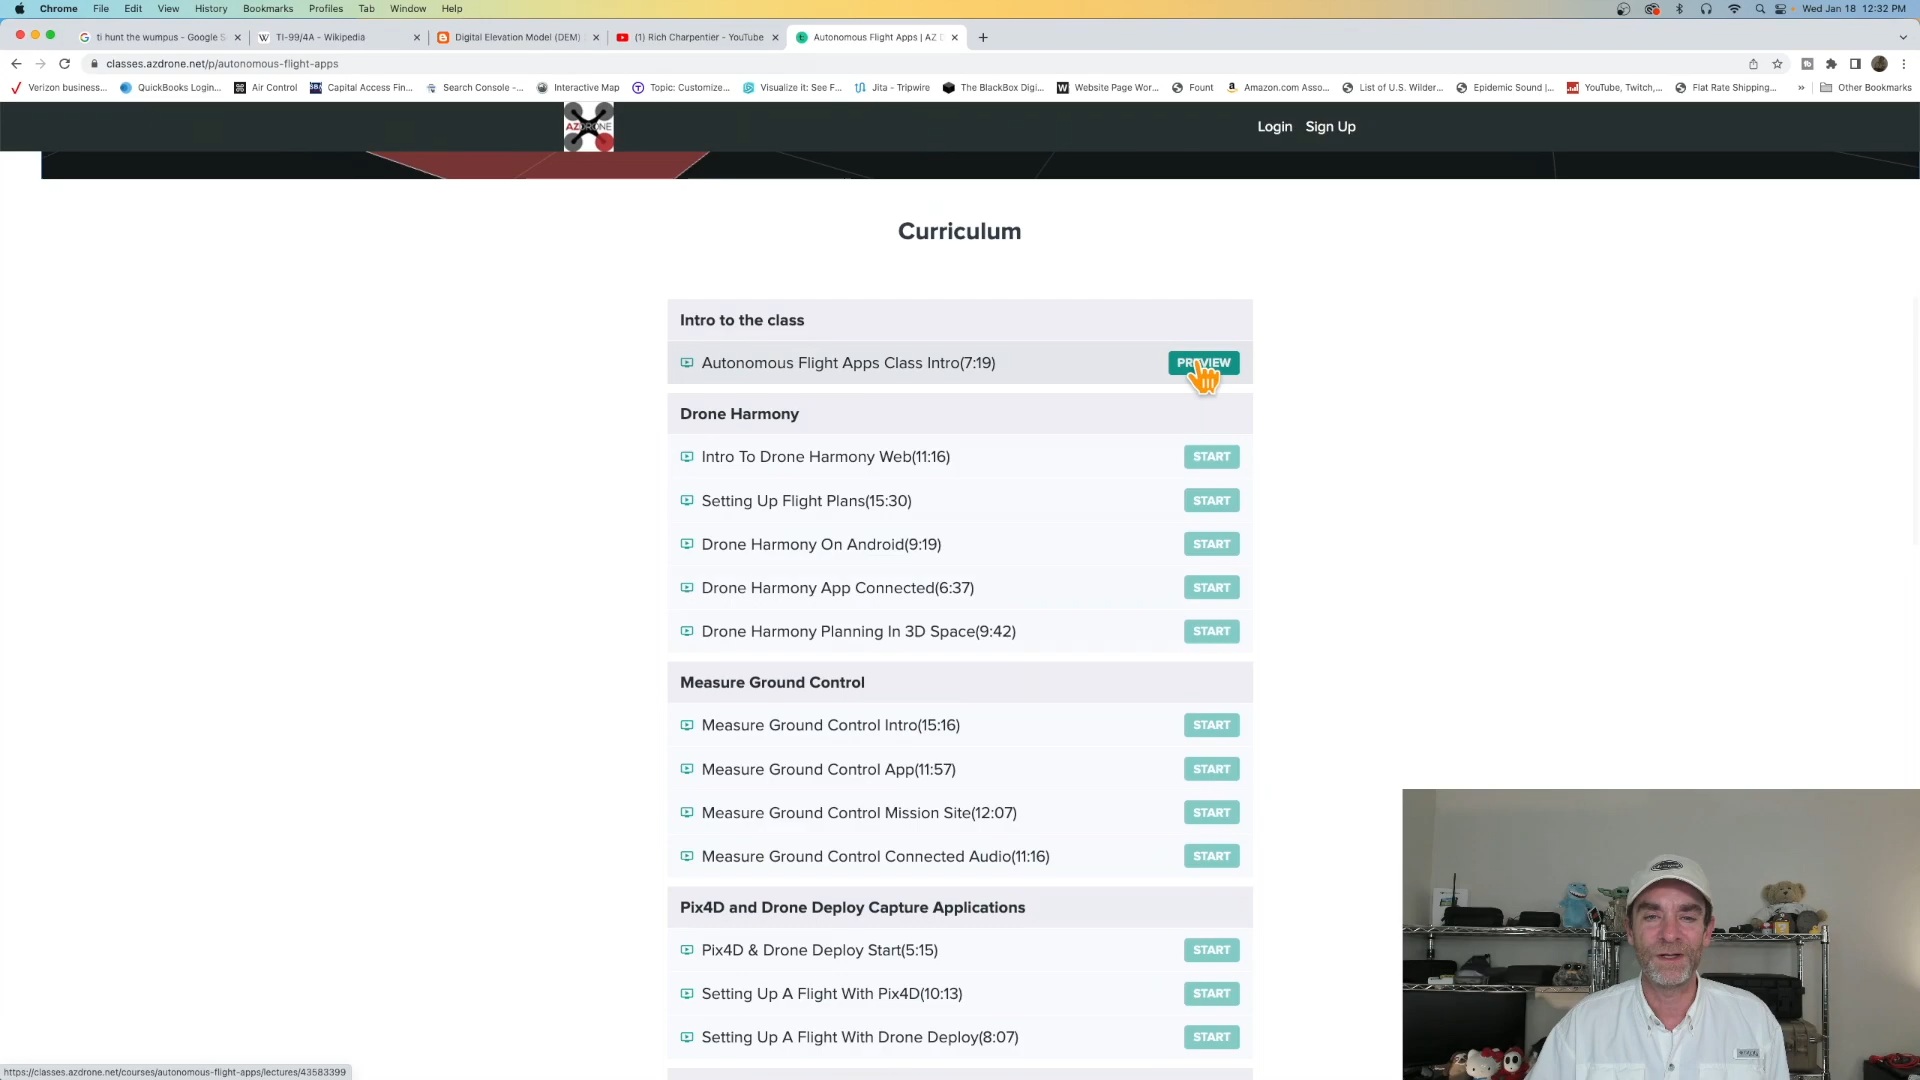 Chrome File Edit View History Bookmarks Profiles Tab Window Help
Wed Jan 18 12:32 PM
ti hunt the wumpus - Google S
TI-99/4A - Wikipedia
Digital Elevation Model (DEM)
(1) Rich Charpentier - YouTube
Autonomous Flight Apps | AZ D
classes.azdrone.net/p/autonomous-flight-apps
Verizon business...
QuickBooks Login...
Air Control
Capital Access Fin...
Search Console -...
Interactive Map
Topic: Customize...
Visualize it: See F...
Jita - Tripwire
The BlackBox Digi...
Website Page Wor...
Fount
Amazon.com Asso...
List of U.S. Wilder...
Epidemic Sound |...
YouTube, Twitch,...
Flat Rate Shipping...
Other Bookmarks
AZDRONE
Login Sign Up
Curriculum
Intro to the class
Autonomous Flight Apps Class Intro(7:19) PREVIEW
Drone Harmony
Intro To Drone Harmony Web(11:16) START
Setting Up Flight Plans(15:30) START
Drone Harmony On Android(9:19) START
Drone Harmony App Connected(6:37) START
Drone Harmony Planning In 3D Space(9:42) START
Measure Ground Control
Measure Ground Control Intro(15:16) START
Measure Ground Control App(11:57) START
Measure Ground Control Mission Site(12:07) START
Measure Ground Control Connected Audio(11:16) START
Pix4D and Drone Deploy Capture Applications
Pix4D & Drone Deploy Start(5:15) START
Setting Up A Flight With Pix4D(10:13) START
Setting Up A Flight With Drone Deploy(8:07) START
https://classes.azdrone.net/courses/autonomous-flight-apps/lectures/43583399